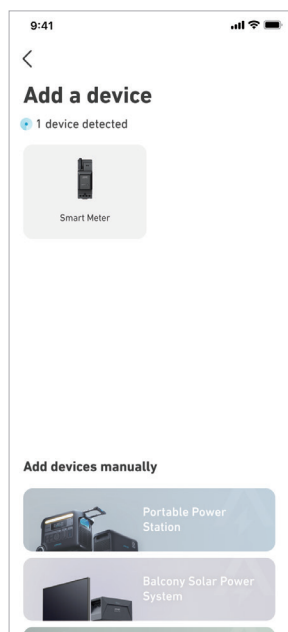 9:41
Add a device
1 device detected
Smart Meter
Add devices manually
Portable Power
Station
Balcony Solar Power
System